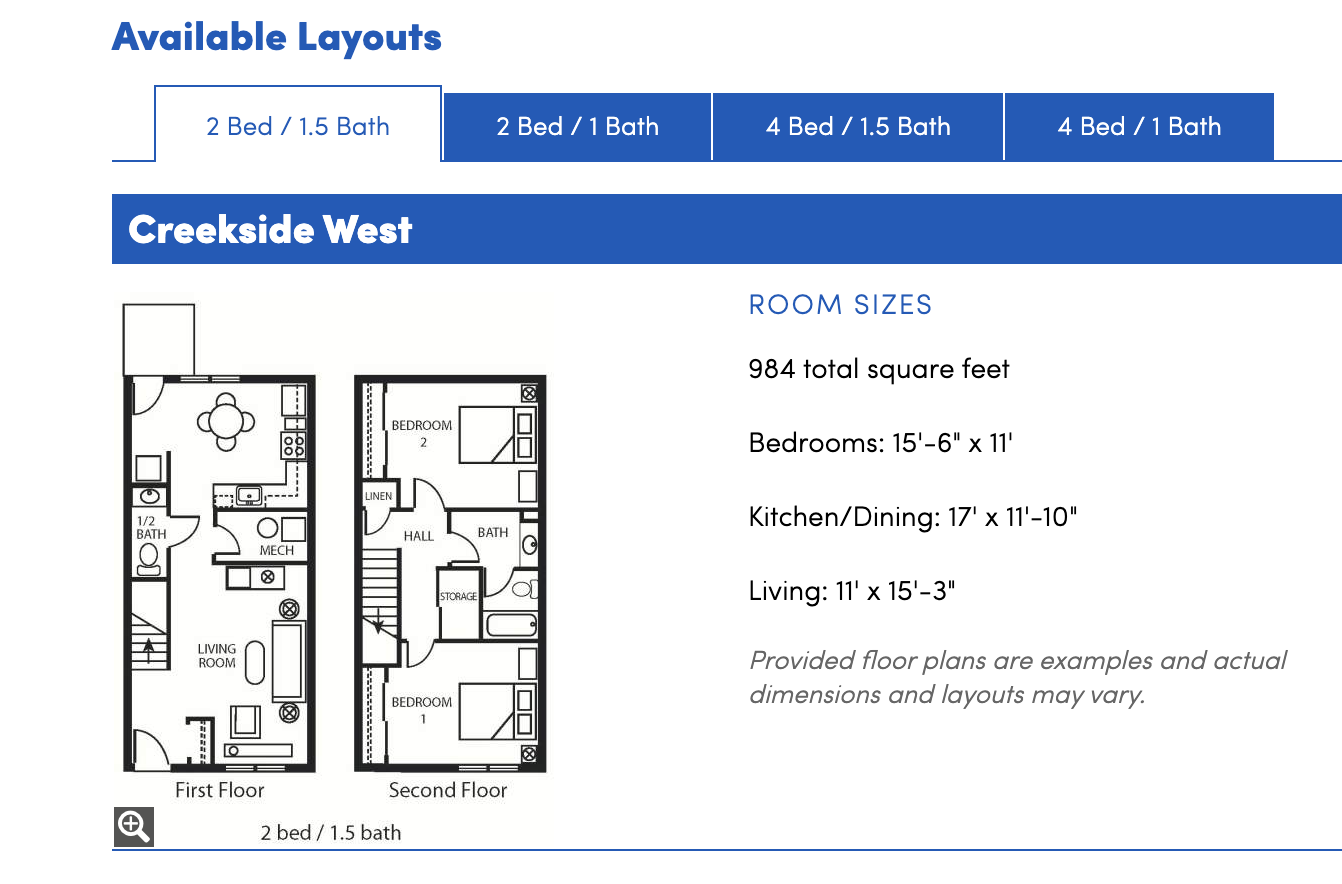 Available Layouts
2 Bed / 1.5 Bath
2 Bed / 1 Bath
4 Bed / 1.5 Bath
4 Bed / 1 Bath
Creekside West
BEDROOM
2
LINEN
1/2
BATH
MECH
HALL
BATH
STORAGE
LIVING
ROOM
BEDROOM
1
First Floor
Second Floor
2 bed / 1.5 bath
ROOM SIZES
984 total square feet
Bedrooms: 15'-6" x 11'
Kitchen/Dining: 17' x 11'-10"
Living: 11' x 15'-3"
Provided floor plans are examples and actual
dimensions and layouts may vary.